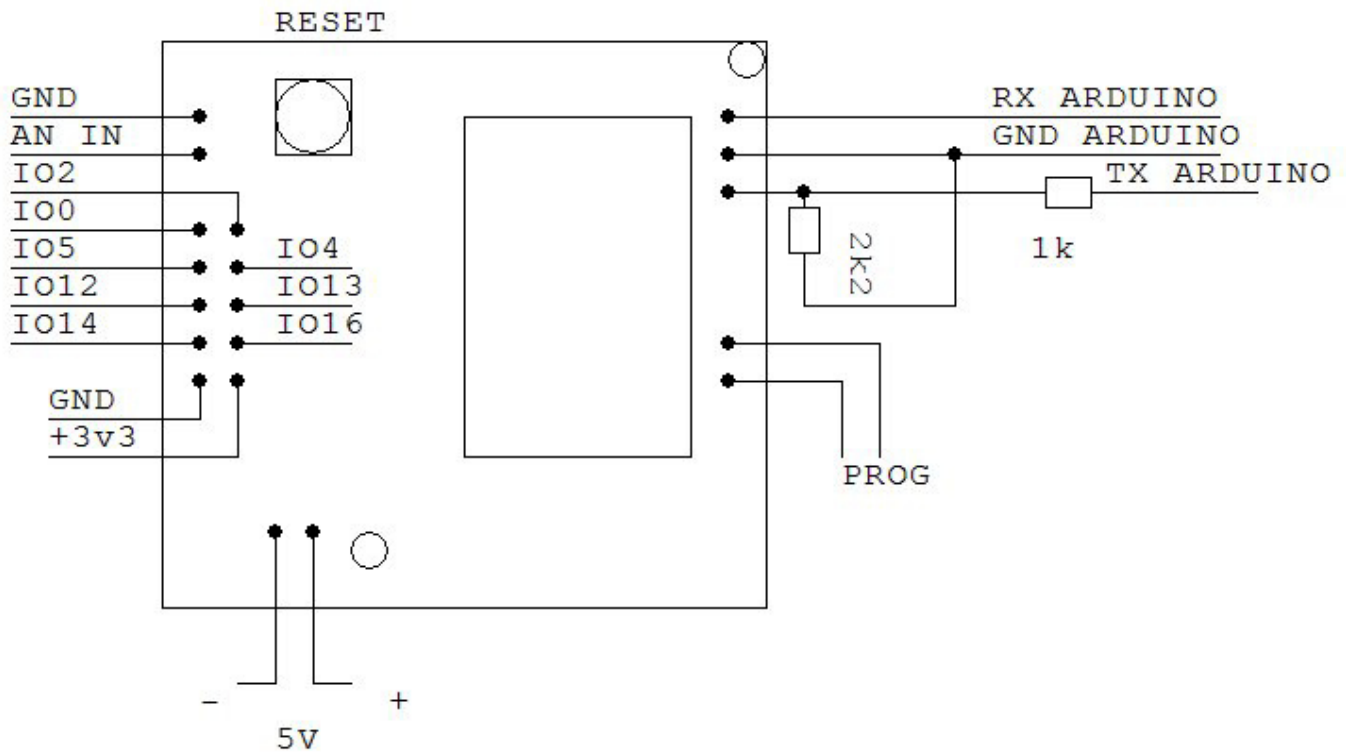 RESET
GND
AN IN
IO2
IO0
IO5
IO12
IO14
GND
+3v3
IO4
IO13
IO16
RX ARDUINO
GND ARDUINO
TX ARDUINO
1k
2k2
PROG
- +
5V